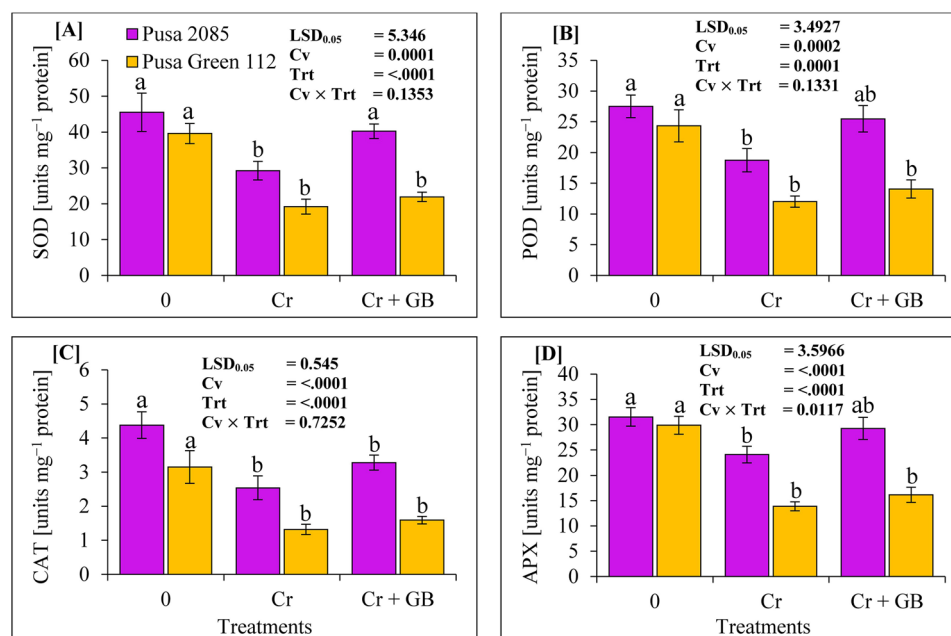 [A]
Pusa 2085
Pusa Green 112
LSD0.05 = 5.346
Cv = 0.0001
Trt = <.0001
Cv × Trt = 0.1353
SOD [units mg−1 protein]
60
50
40
30
20
10
0
a a b b a b
0 Cr Cr + GB
[B]
LSD0.05 = 3.4927
Cv = 0.0002
Trt = 0.0001
Cv × Trt = 0.1331
POD [units mg−1 protein]
35
30
25
20
15
10
5
0
a a b b ab b
0 Cr Cr + GB
[C]
LSD0.05 = 0.545
Cv = <.0001
Trt = <.0001
Cv × Trt = 0.7252
CAT [units mg−1 protein]
6
5
4
3
2
1
0
a a b b b b
0 Cr Cr + GB
Treatments
[D]
LSD0.05 = 3.5966
Cv = <.0001
Trt = <.0001
Cv × Trt = 0.0117
APX [units mg−1 protein]
40
35
30
25
20
15
10
5
0
a a b b ab b
0 Cr Cr + GB
Treatments